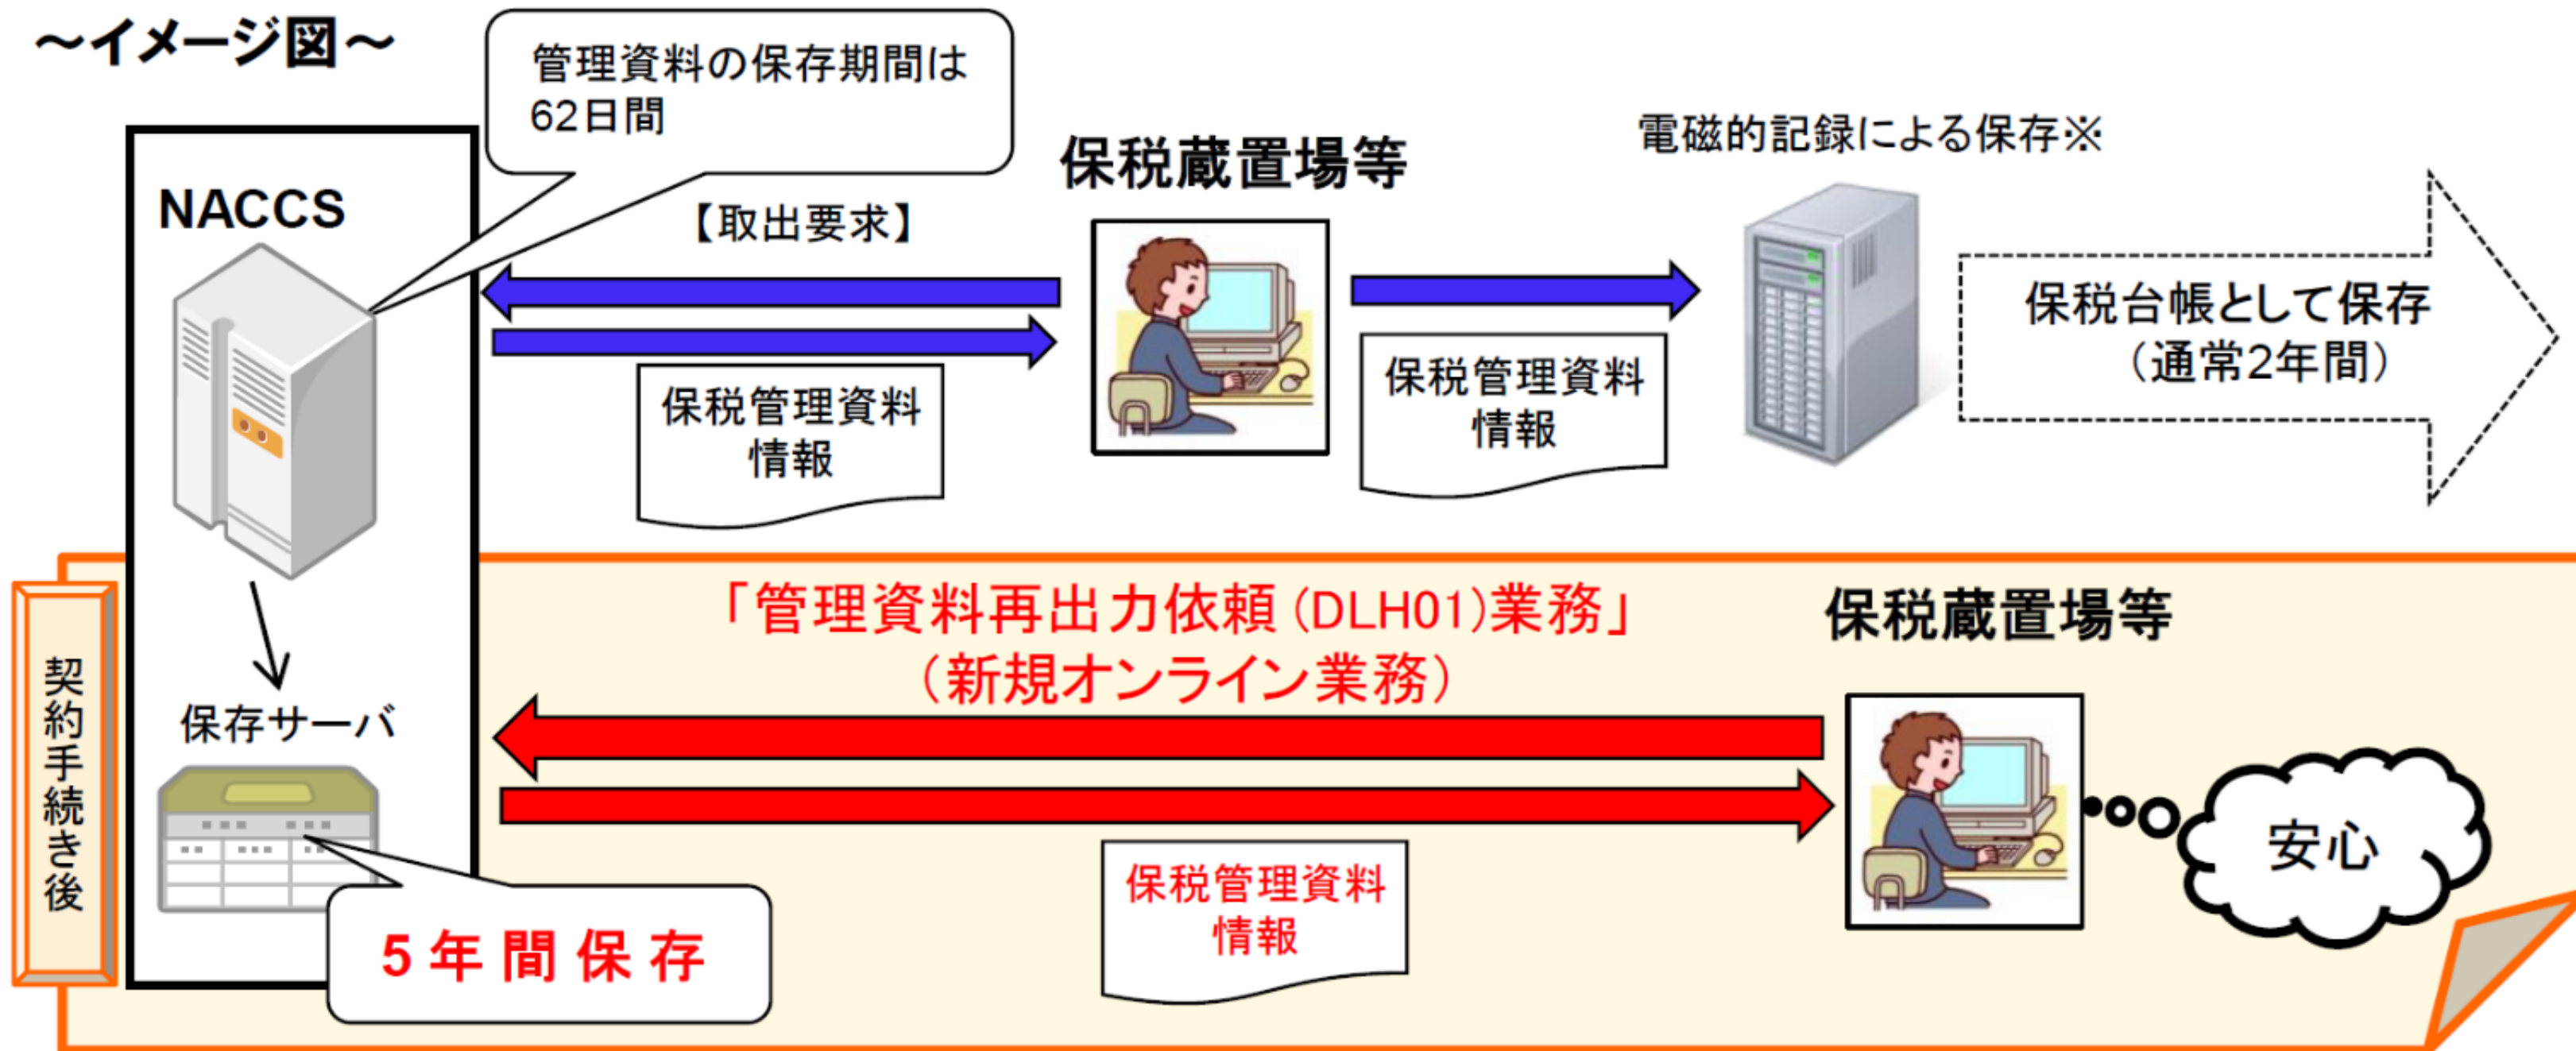 ～イメージ図～
管理資料の保存期間は
62日間
NACCS
【取出要求】
保税管理資料
情報
保税蔵置場等
保税管理資料
情報
電磁的記録による保存※
保税台帳として保存
（通常2年間）
契約手続き後
保存サーバ
5年間保存
「管理資料再出力依頼(DLH01)業務」
（新規オンライン業務）
保税管理資料
情報
保税蔵置場等
安心